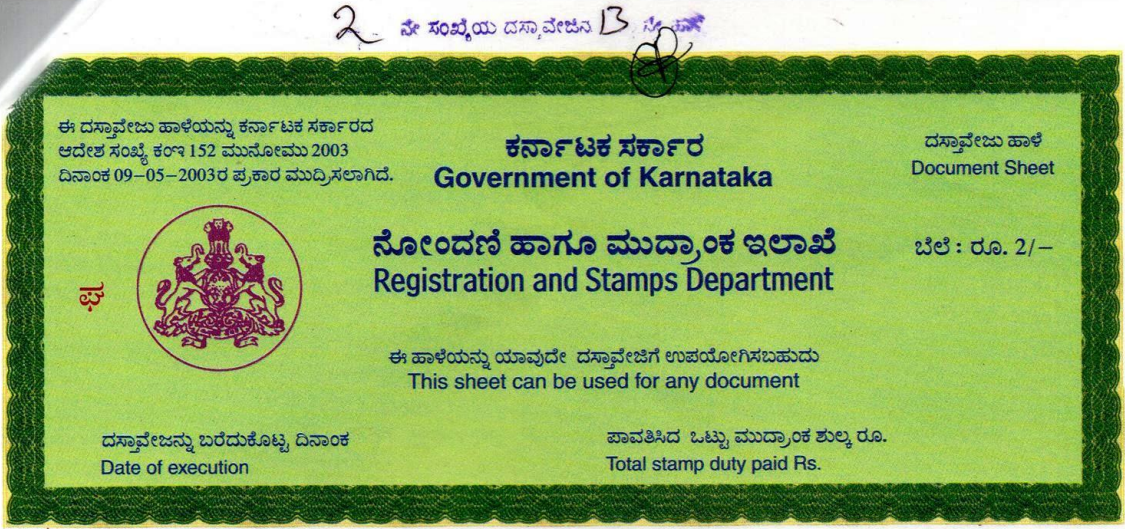 2 ನೇ ಸಂಖ್ಯೆಯ ದಸ್ತಾವೇಜಿನ 13 ನೇ ಹಾಳೆ
ಈ ದಸ್ತಾವೇಜು ಹಾಳೆಯನ್ನು ಕರ್ನಾಟಕ ಸರ್ಕಾರದ
ಆದೇಶ ಸಂಖ್ಯೆ ಕಂಇ 152 ಮುನೋಮು 2003
ದಿನಾಂಕ 09-05-2003ರ ಪ್ರಕಾರ ಮುದ್ರಿಸಲಾಗಿದೆ.
ಕರ್ನಾಟಕ ಸರ್ಕಾರ
Government of Karnataka
ದಸ್ತಾವೇಜು ಹಾಳೆ
Document Sheet
ನೋಂದಣಿ ಹಾಗೂ ಮುದ್ರಾಂಕ ಇಲಾಖೆ
Registration and Stamps Department
ಬೆಲೆ : ರೂ. 2/-
ಘ
ಈ ಹಾಳೆಯನ್ನು ಯಾವುದೇ ದಸ್ತಾವೇಜಿಗೆ ಉಪಯೋಗಿಸಬಹುದು
This sheet can be used for any document
ದಸ್ತಾವೇಜನ್ನು ಬರೆದುಕೊಟ್ಟ ದಿನಾಂಕ
Date of execution
ಪಾವತಿಸಿದ ಒಟ್ಟು ಮುದ್ರಾಂಕ ಶುಲ್ಕ ರೂ.
Total stamp duty paid Rs.